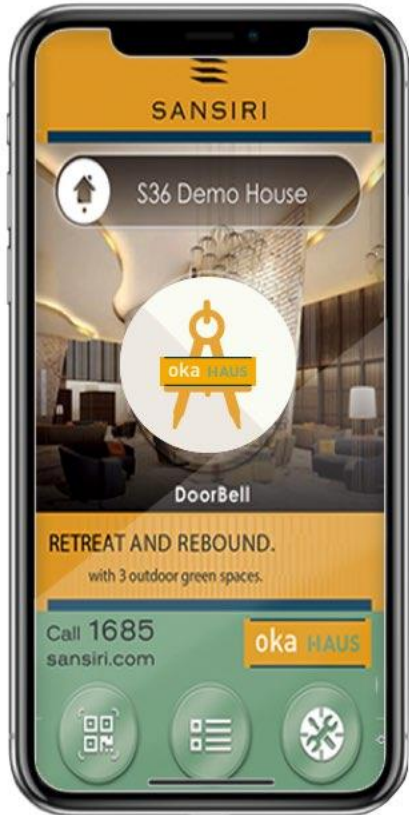 SANSIRI
S36 Demo House
oka HAUS
DoorBell
RETREAT AND REBOUND.
with 3 outdoor green spaces.
Call 1685
sansiri.com
oka HAUS